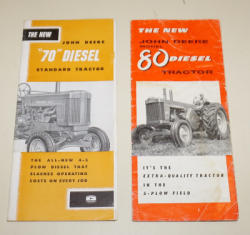 THE NEW
JOHN DEERE
"70" DIESEL
STANDARD TRACTOR
THE ALL-NEW 4-5
PLOW DIESEL THAT
SLASHES OPERATING
COSTS ON EVERY JOB
THE NEW
JOHN DEERE
MODEL
80 DIESEL
TRACTOR
IT'S THE
EXTRA-QUALITY TRACTOR
IN THE
5-PLOW FIELD